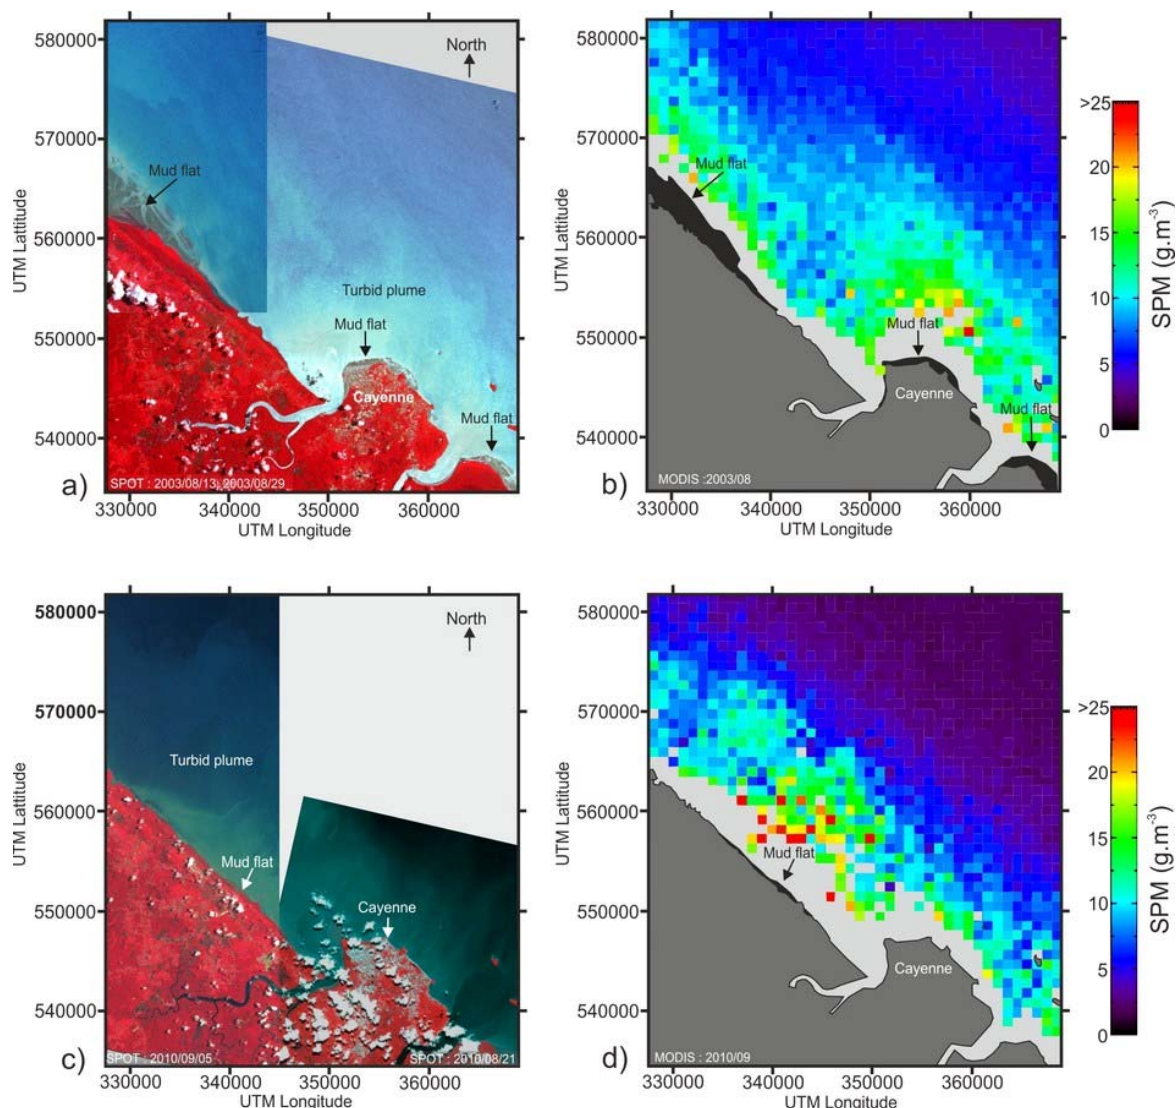 580000
570000
560000
550000
540000
UTM Lattitude
North
Mud flat
Turbid plume
Mud flat
Cayenne
Mud flat
a)
SPOT : 2003/08/13, 2003/08/29
330000 340000 350000 360000
UTM Longitude
580000
570000
560000
550000
540000
UTM Lattitude
Mud flat
Mud flat
Cayenne
Mud flat
b)
MODIS :2003/08
330000 340000 350000 360000
UTM Longitude
>25
20
15
10
5
0
SPM (g.m-3)
580000
570000
560000
550000
540000
UTM Lattitude
North
Turbid plume
Mud flat
Cayenne
c)
SPOT : 2010/09/05
SPOT : 2010/08/21
330000 340000 350000 360000
UTM Longitude
580000
570000
560000
550000
540000
UTM Lattitude
Mud flat
Cayenne
d)
MODIS : 2010/09
330000 340000 350000 360000
UTM Longitude
>25
20
15
10
5
0
SPM (g.m-3)